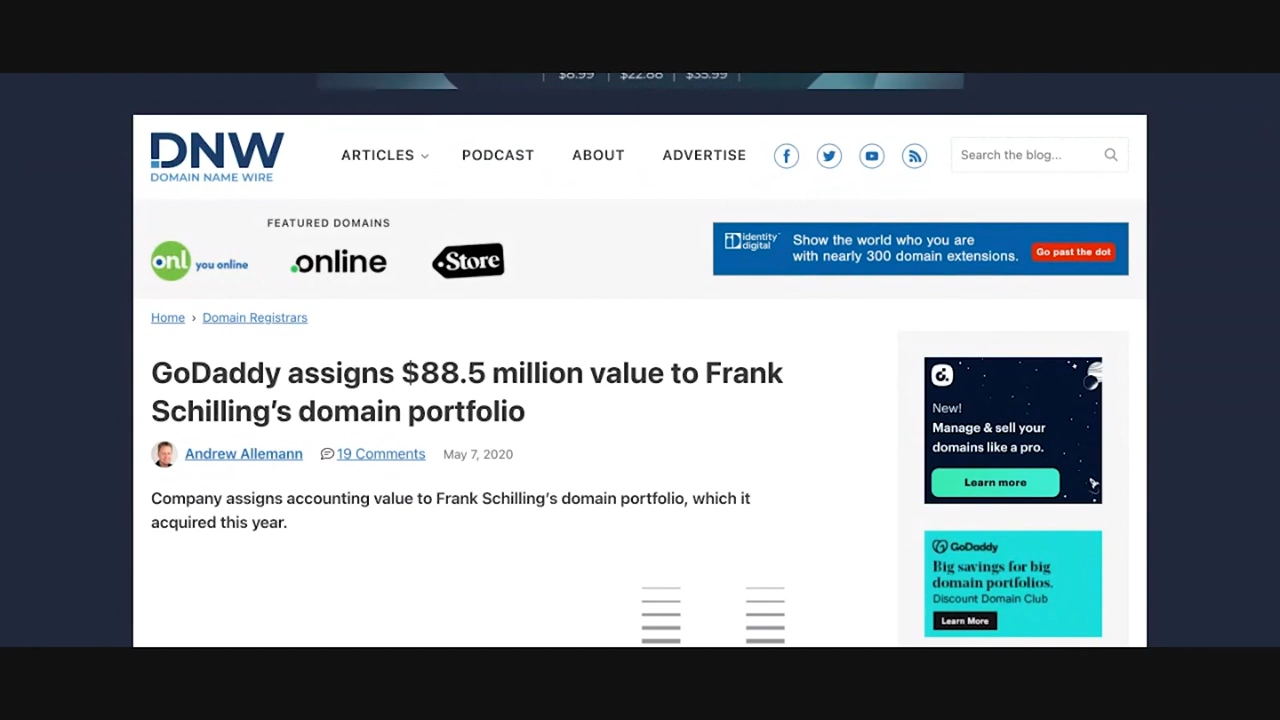 $8.99 | $22.88 | $35.99
DNW
DOMAIN NAME WIRE
ARTICLES PODCAST ABOUT ADVERTISE
Search the blog...
FEATURED DOMAINS
onl you online
.online
.Store
identity digital
Show the world who you are
with nearly 300 domain extensions.
Go past the dot
Home › Domain Registrars
GoDaddy assigns $88.5 million value to Frank
Schilling's domain portfolio
Andrew Allemann 19 Comments May 7, 2020
Company assigns accounting value to Frank Schilling's domain portfolio, which it
acquired this year.
New!
Manage & sell your
domains like a pro.
Learn more
GoDaddy
Big savings for big
domain portfolios.
Discount Domain Club
Learn More